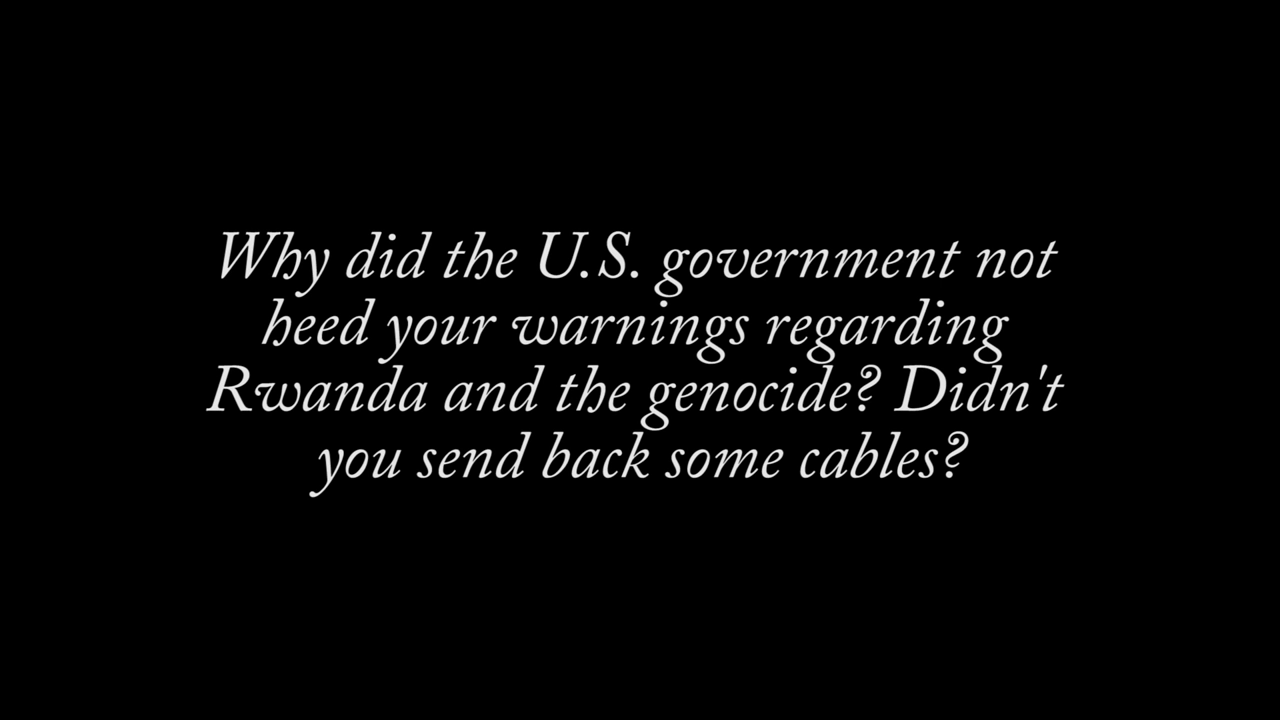 Why did the U.S. government not
heed your warnings regarding
Rwanda and the genocide? Didn't
you send back some cables?